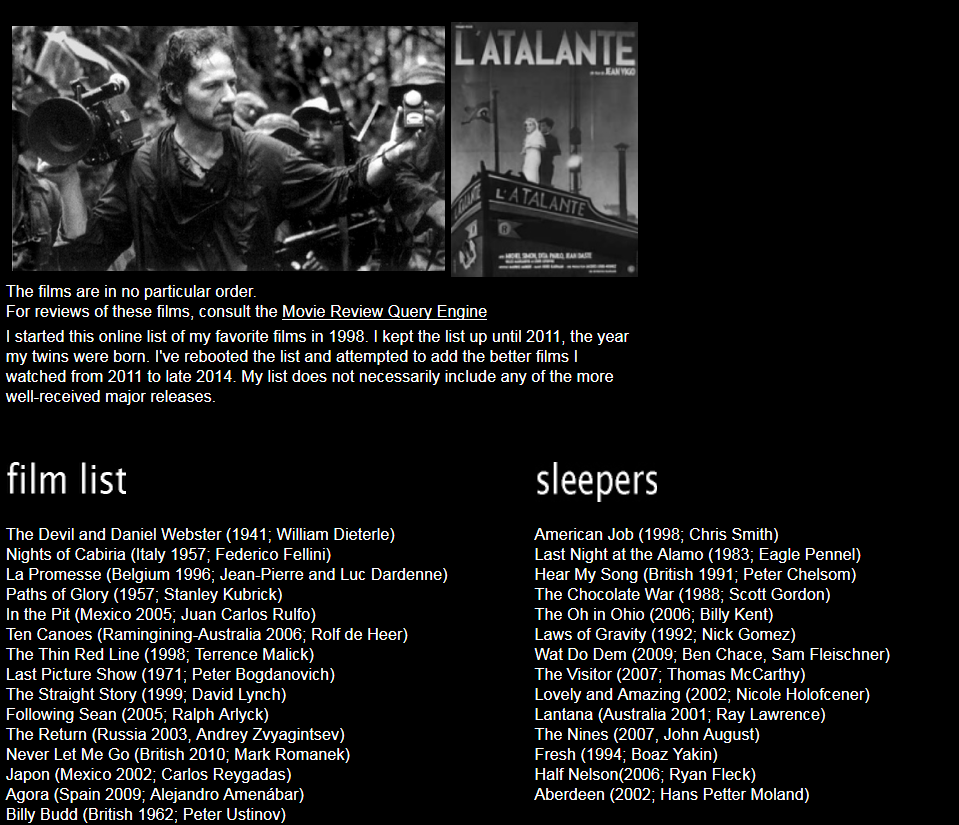 L'ATALANTE
JEAN VIGO
L'ATALANTE
L'ATALANTE
MICHEL SIMON, DITA PARLO, JEAN DASTE
The films are in no particular order.
For reviews of these films, consult the Movie Review Query Engine
I started this online list of my favorite films in 1998. I kept the list up until 2011, the year
my twins were born. I've rebooted the list and attempted to add the better films I
watched from 2011 to late 2014. My list does not necessarily include any of the more
well-received major releases.
film list
The Devil and Daniel Webster (1941; William Dieterle)
Nights of Cabiria (Italy 1957; Federico Fellini)
La Promesse (Belgium 1996; Jean-Pierre and Luc Dardenne)
Paths of Glory (1957; Stanley Kubrick)
In the Pit (Mexico 2005; Juan Carlos Rulfo)
Ten Canoes (Ramingining-Australia 2006; Rolf de Heer)
The Thin Red Line (1998; Terrence Malick)
Last Picture Show (1971; Peter Bogdanovich)
The Straight Story (1999; David Lynch)
Following Sean (2005; Ralph Arlyck)
The Return (Russia 2003, Andrey Zvyagintsev)
Never Let Me Go (British 2010; Mark Romanek)
Japon (Mexico 2002; Carlos Reygadas)
Agora (Spain 2009; Alejandro Amenábar)
Billy Budd (British 1962; Peter Ustinov)
sleepers
American Job (1998; Chris Smith)
Last Night at the Alamo (1983; Eagle Pennel)
Hear My Song (British 1991; Peter Chelsom)
The Chocolate War (1988; Scott Gordon)
The Oh in Ohio (2006; Billy Kent)
Laws of Gravity (1992; Nick Gomez)
Wat Do Dem (2009; Ben Chace, Sam Fleischner)
The Visitor (2007; Thomas McCarthy)
Lovely and Amazing (2002; Nicole Holofcener)
Lantana (Australia 2001; Ray Lawrence)
The Nines (2007, John August)
Fresh (1994; Boaz Yakin)
Half Nelson(2006; Ryan Fleck)
Aberdeen (2002; Hans Petter Moland)